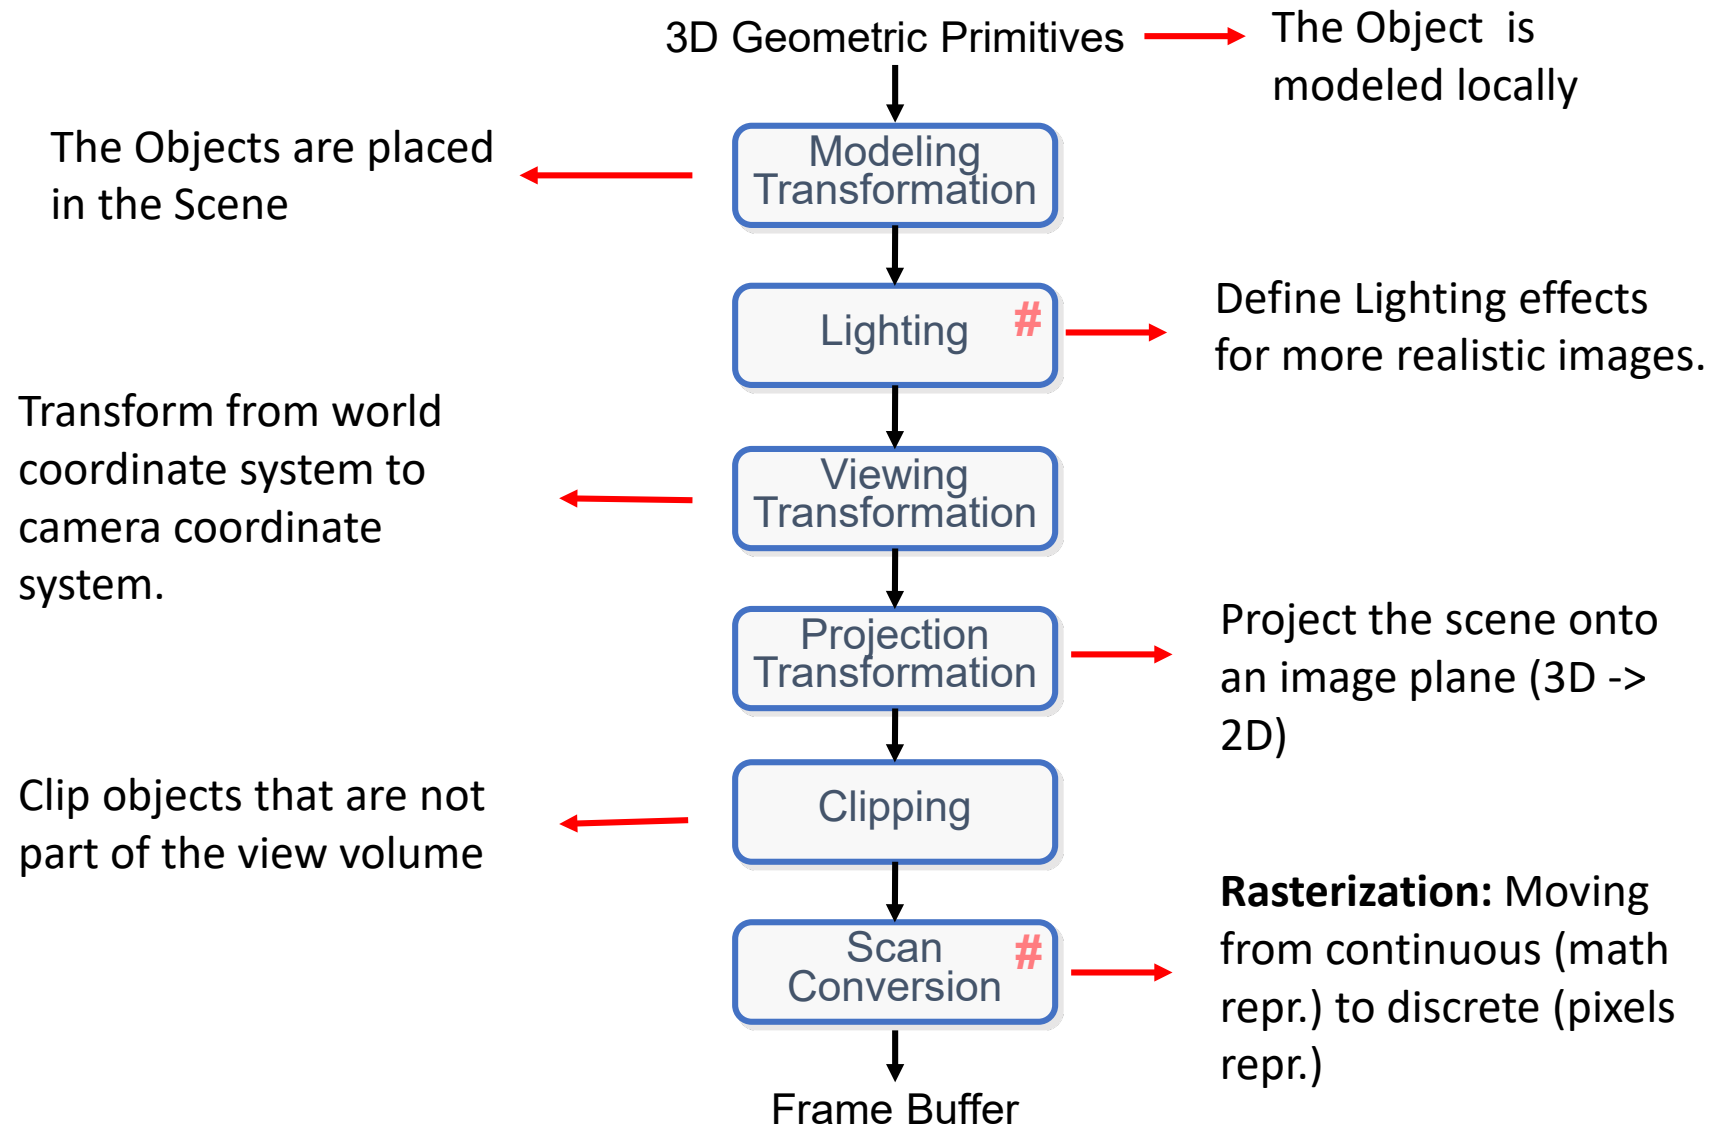 3D Geometric Primitives
The Object  is
modeled locally
The Objects are placed
in the Scene
Modeling
Transformation
Lighting #
Define Lighting effects
for more realistic images.
Transform from world
coordinate system to
camera coordinate
system.
Viewing
Transformation
Projection
Transformation
Project the scene onto
an image plane (3D ->
2D)
Clip objects that are not
part of the view volume
Clipping
Scan #
Conversion
Rasterization: Moving
from continuous (math
repr.) to discrete (pixels
repr.)
Frame Buffer